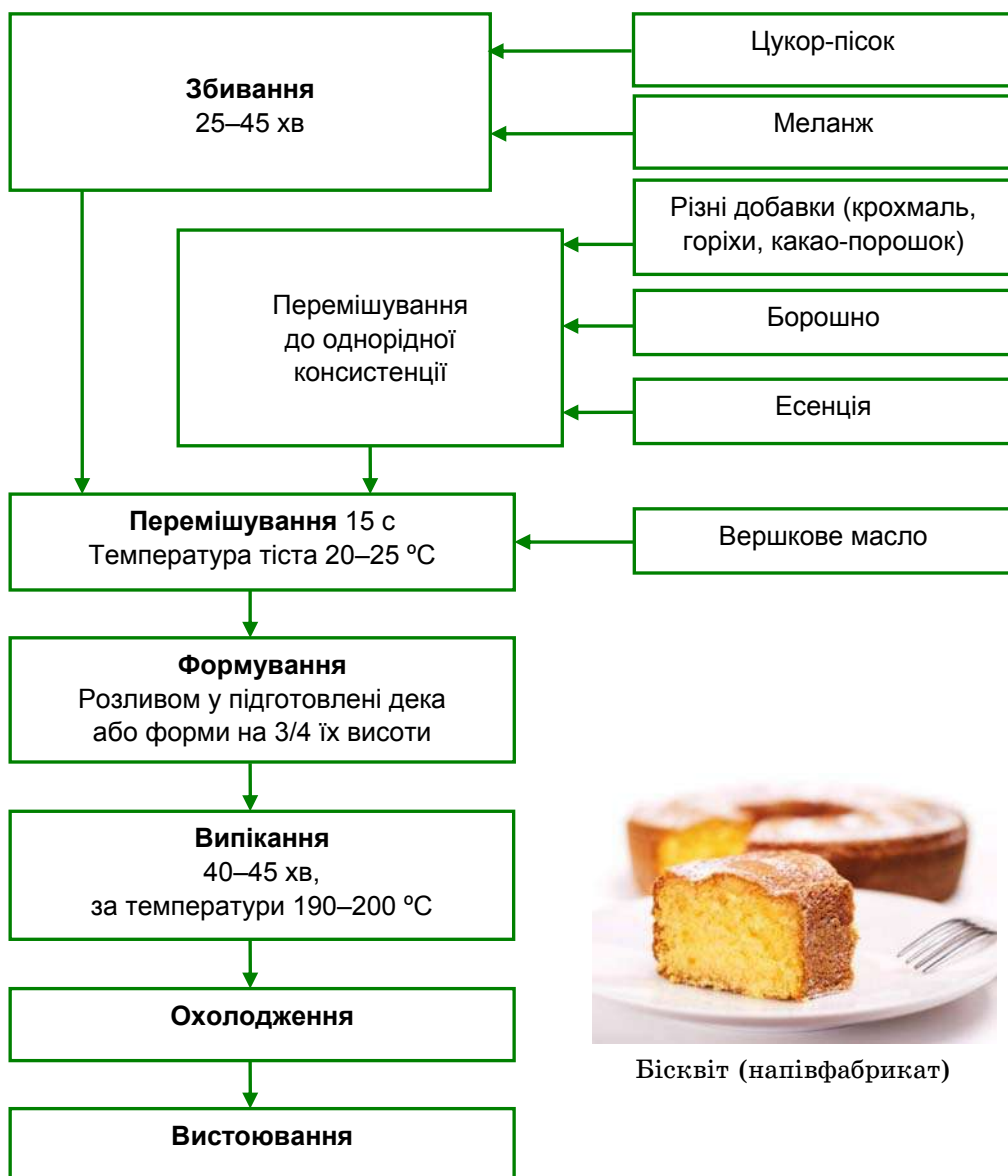 Цукор-пісок
Збивання
25–45 хв
Меланж
Різні добавки (крохмаль,
горіхи, какао-порошок)
Перемішування
до однорідної
консистенції
Борошно
Есенція
Перемішування 15 с
Температура тіста 20–25 ºС
Вершкове масло
Формування
Розливом у підготовлені дека
або форми на 3/4 їх висоти
Випікання
40–45 хв,
за температури 190–200 ºС
Охолодження
Бісквіт (напівфабрикат)
Вистоювання